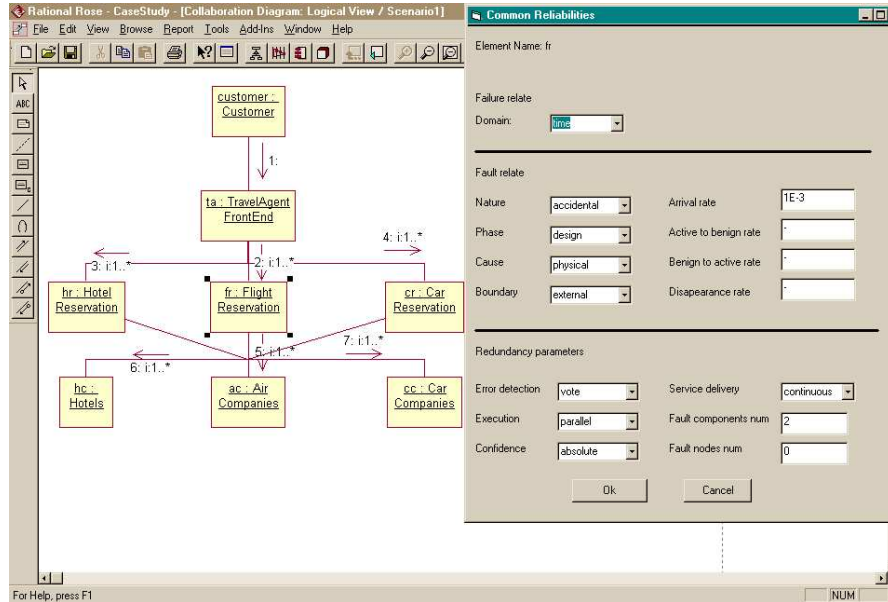 Rational Rose - CaseStudy - [Collaboration Diagram: Logical View / Scenario1]
File Edit View Browse Report Tools Add-Ins Window Help
ABC
customer :
Customer
1:
ta : TravelAgent
FrontEnd
3: i:1..*
2: i:1..*
4: i:1..*
hr : Hotel
Reservation
fr : Flight
Reservation
cr : Car
Reservation
6: i:1..*
5: i:1..*
7: i:1..*
hc :
Hotels
ac : Air
Companies
cc : Car
Companies
For Help, press F1
NUM
Common Reliabilities
Element Name: fr
Failure relate
Domain: time
Fault relate
Nature accidental Arrival rate 1E-3
Phase design Active to benign rate -
Cause physical Benign to active rate -
Boundary external Disapearance rate -
Redundancy parameters
Error detection vote Service delivery continuous
Execution parallel Fault components num 2
Confidence absolute Fault nodes num 0
Ok Cancel